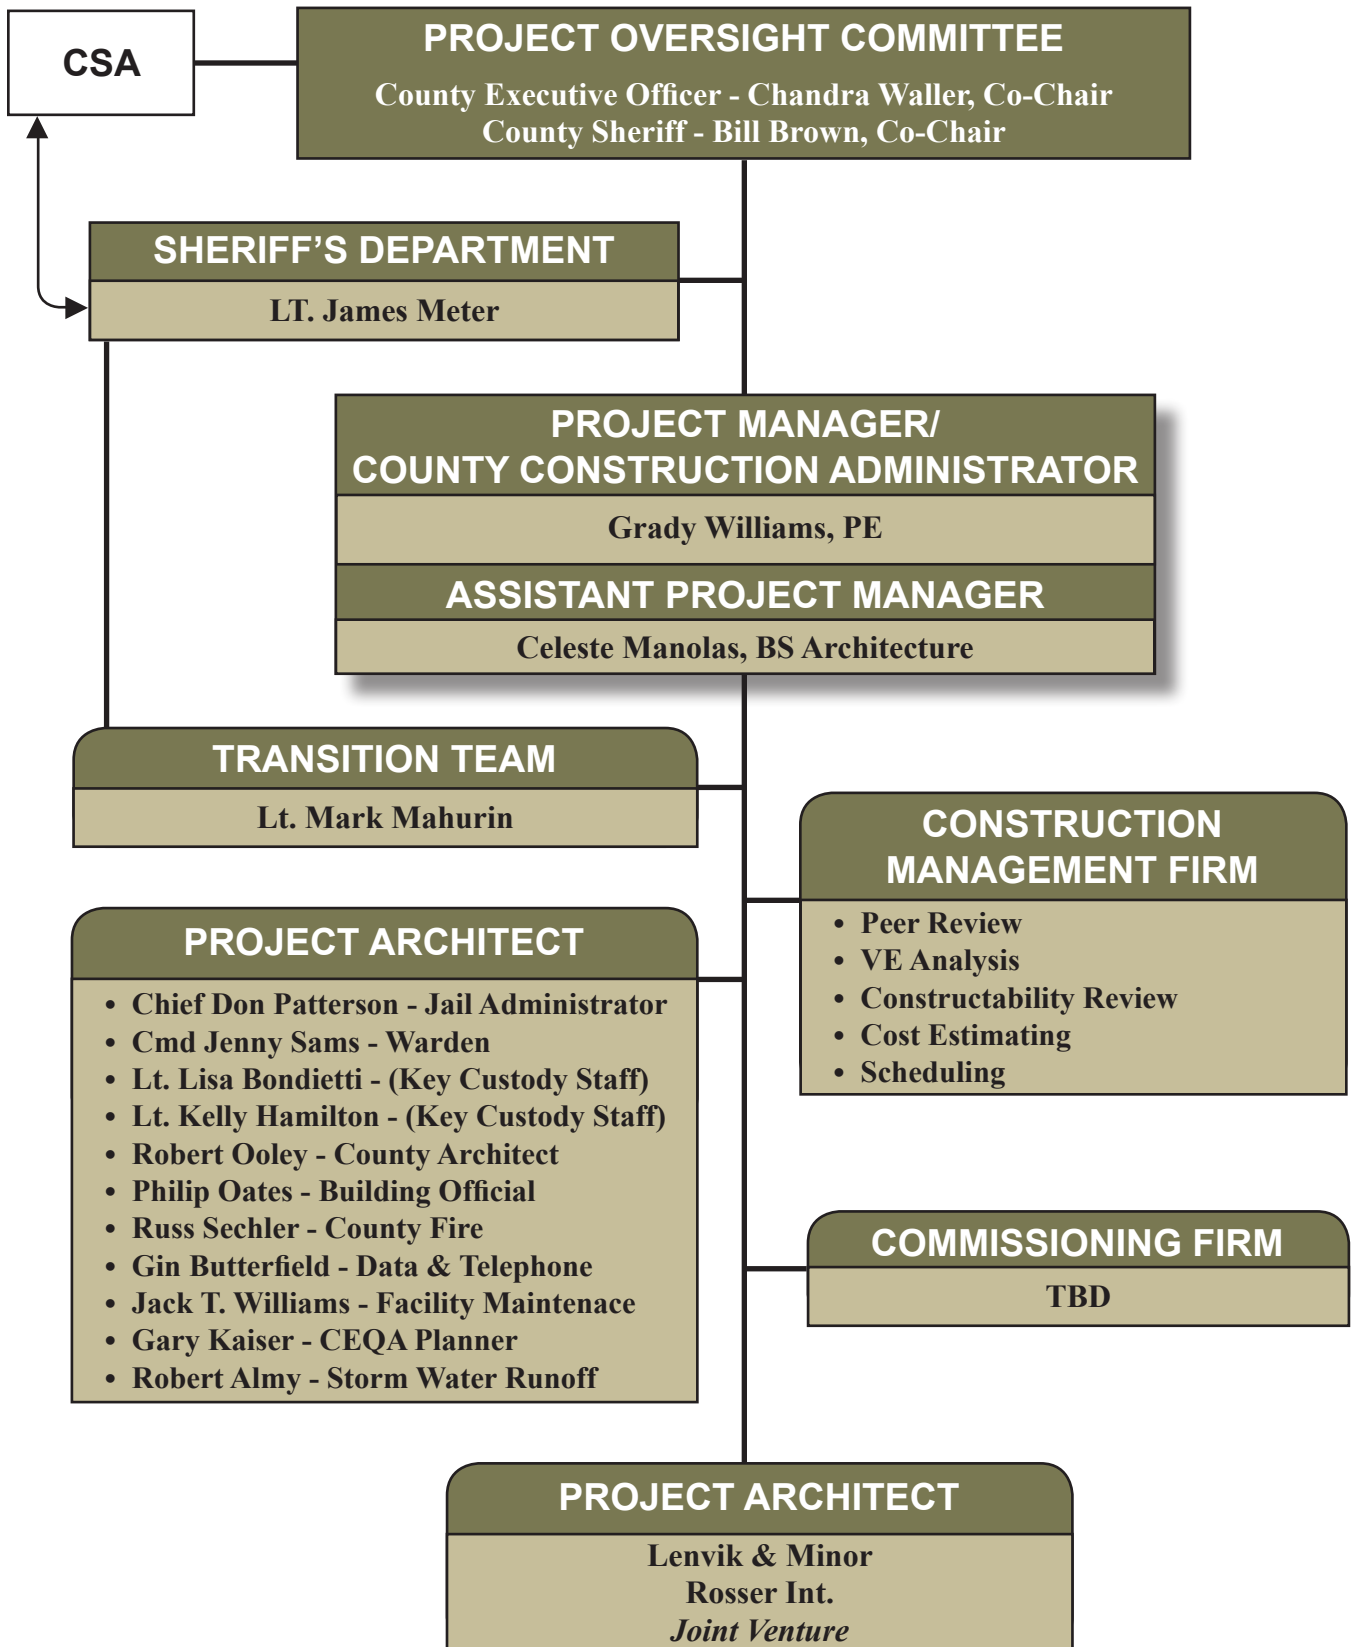 CSA
PROJECT OVERSIGHT COMMITTEE
County Executive Officer - Chandra Waller, Co-Chair
County Sheriff - Bill Brown, Co-Chair
SHERIFF’S DEPARTMENT
LT. James Meter
PROJECT MANAGER/
COUNTY CONSTRUCTION ADMINISTRATOR
Grady Williams, PE
ASSISTANT PROJECT MANAGER
Celeste Manolas, BS Architecture
TRANSITION TEAM
Lt. Mark Mahurin
CONSTRUCTION
MANAGEMENT FIRM
• Peer Review
• VE Analysis
• Constructability Review
• Cost Estimating
• Scheduling
PROJECT ARCHITECT
• Chief Don Patterson - Jail Administrator
• Cmd Jenny Sams - Warden
• Lt. Lisa Bondietti - (Key Custody Staff)
• Lt. Kelly Hamilton - (Key Custody Staff)
• Robert Ooley - County Architect
• Philip Oates - Building Official
• Russ Sechler - County Fire
• Gin Butterfield - Data & Telephone
• Jack T. Williams - Facility Maintenace
• Gary Kaiser - CEQA Planner
• Robert Almy - Storm Water Runoff
COMMISSIONING FIRM
TBD
PROJECT ARCHITECT
Lenvik & Minor
Rosser Int.
Joint Venture